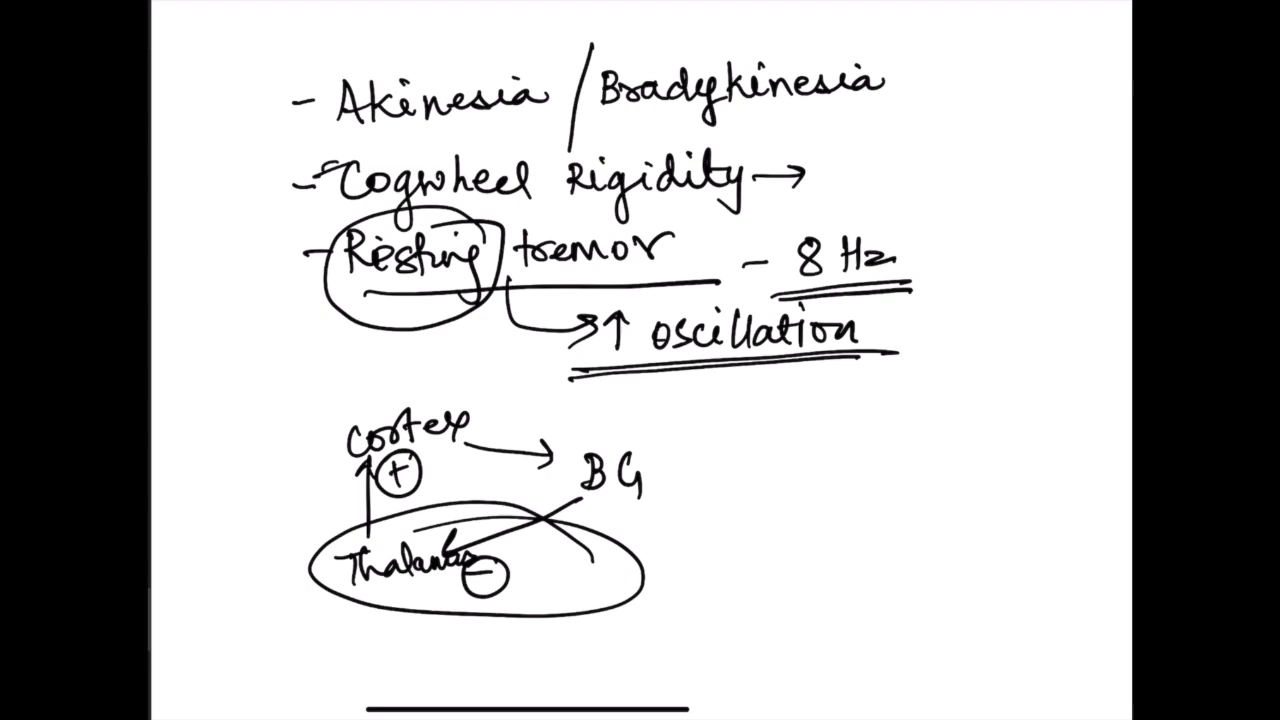 - Akinesia / Bradykinesia
- Cogwheel Rigidity →
- Resting tremor - 8 Hz
→ ↑ oscillation
Cortex → BG
+
Thalamus -